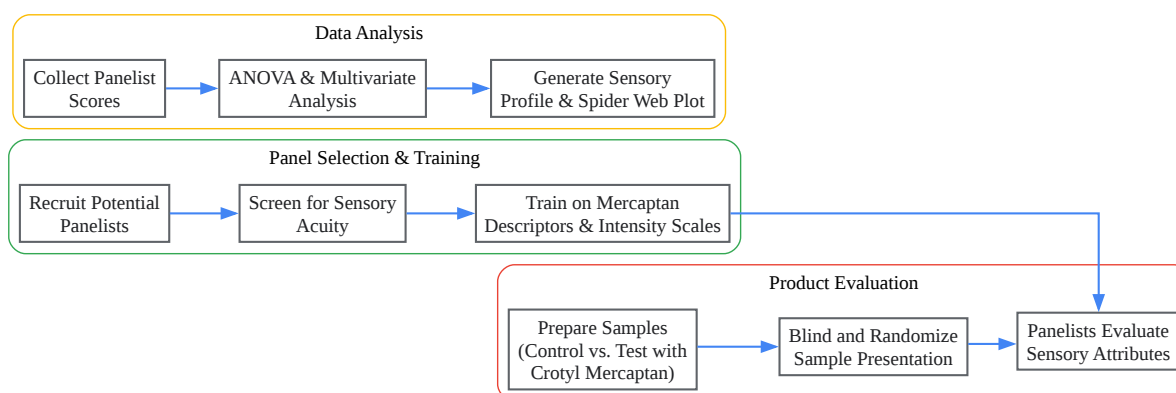 Data Analysis
Collect Panelist
Scores
ANOVA & Multivariate
Analysis
Generate Sensory
Profile & Spider Web Plot
Panel Selection & Training
Recruit Potential
Panelists
Screen for Sensory
Acuity
Train on Mercaptan
Descriptors & Intensity Scales
Product Evaluation
Prepare Samples
(Control vs. Test with
Crotyl Mercaptan)
Blind and Randomize
Sample Presentation
Panelists Evaluate
Sensory Attributes